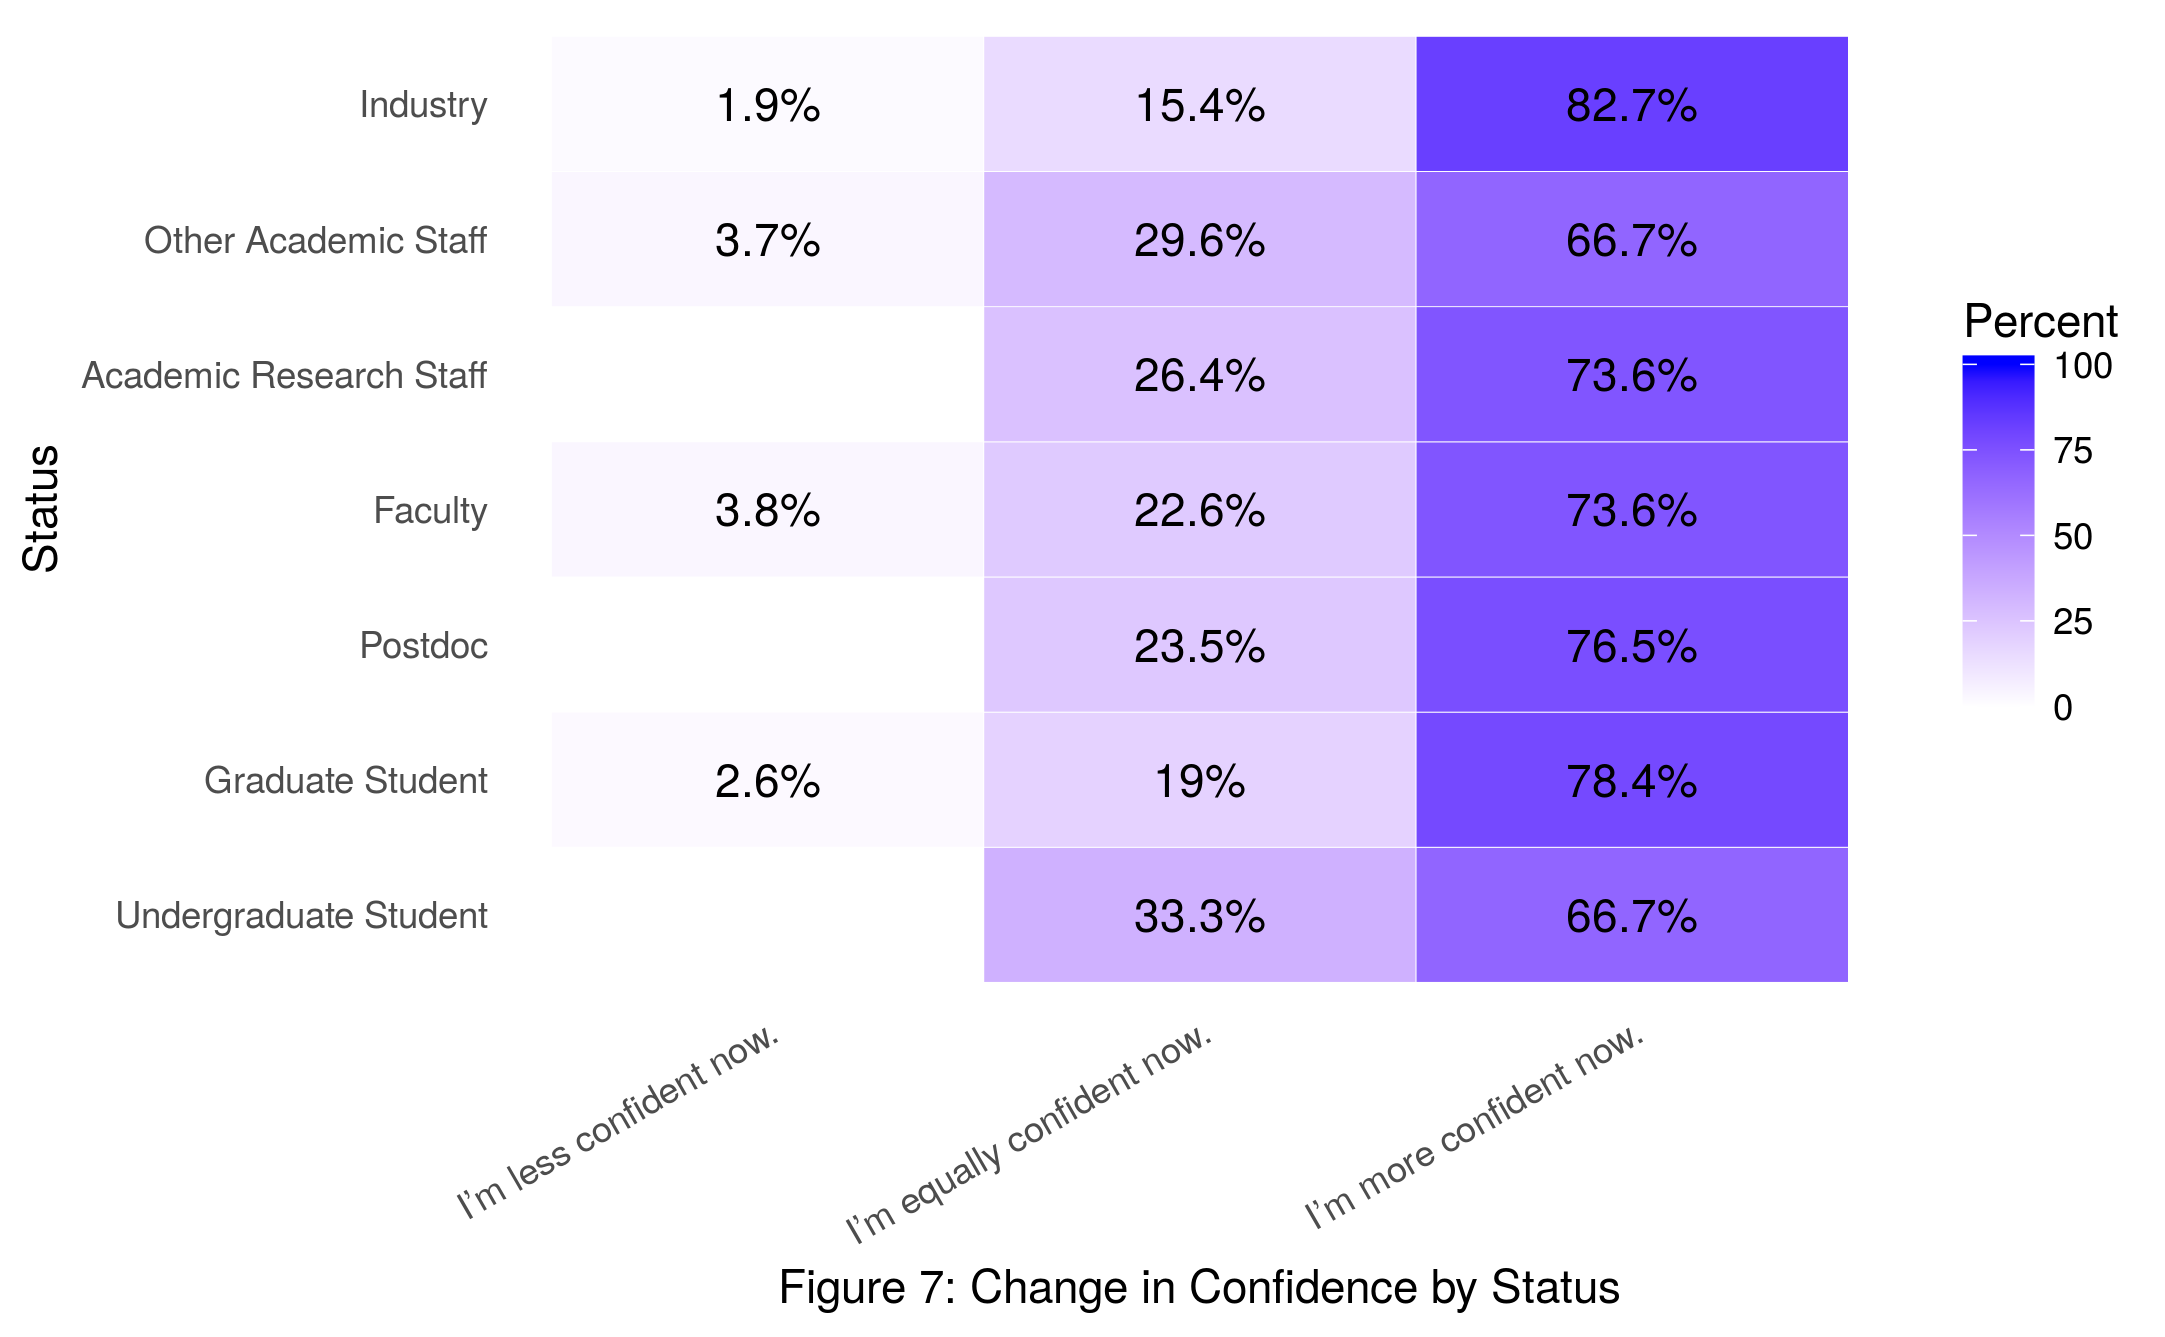 Industry 1.9% 15.4% 82.7%
Other Academic Staff 3.7% 29.6% 66.7%
Academic Research Staff 26.4% 73.6%
Faculty 3.8% 22.6% 73.6%
Postdoc 23.5% 76.5%
Graduate Student 2.6% 19% 78.4%
Undergraduate Student 33.3% 66.7%
Status
I’m less confident now.
I’m equally confident now.
I’m more confident now.
Figure 7: Change in Confidence by Status
Percent
100
75
50
25
0